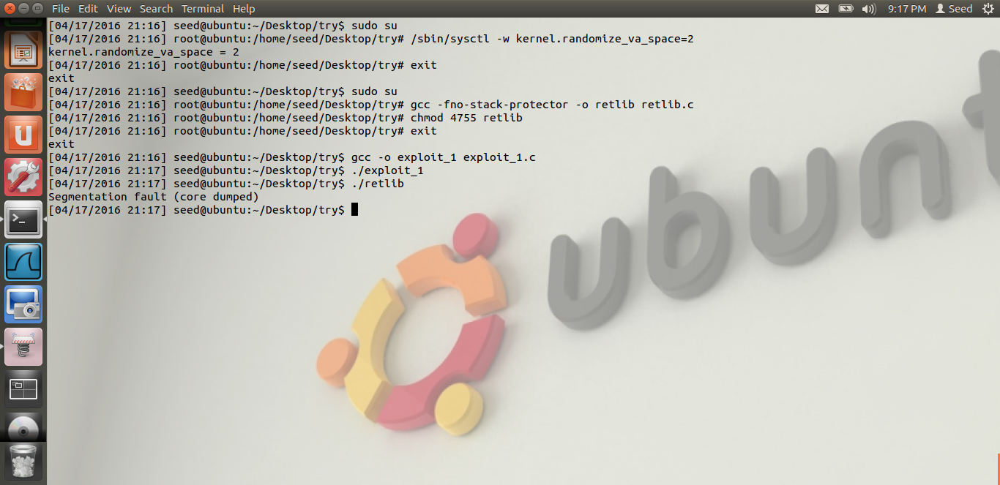 File Edit View Search Terminal Help
9:17 PM Seed
[04/17/2016 21:16] seed@ubuntu:~/Desktop/try$ sudo su
[04/17/2016 21:16] root@ubuntu:/home/seed/Desktop/try# /sbin/sysctl -w kernel.randomize_va_space=2
kernel.randomize_va_space = 2
[04/17/2016 21:16] root@ubuntu:/home/seed/Desktop/try# exit
exit
[04/17/2016 21:16] seed@ubuntu:~/Desktop/try$ sudo su
[04/17/2016 21:16] root@ubuntu:/home/seed/Desktop/try# gcc -fno-stack-protector -o retlib retlib.c
[04/17/2016 21:16] root@ubuntu:/home/seed/Desktop/try# chmod 4755 retlib
[04/17/2016 21:16] root@ubuntu:/home/seed/Desktop/try# exit
exit
[04/17/2016 21:16] seed@ubuntu:~/Desktop/try$ gcc -o exploit_1 exploit_1.c
[04/17/2016 21:17] seed@ubuntu:~/Desktop/try$ ./exploit_1
[04/17/2016 21:17] seed@ubuntu:~/Desktop/try$ ./retlib
Segmentation fault (core dumped)
[04/17/2016 21:17] seed@ubuntu:~/Desktop/try$
ubunt